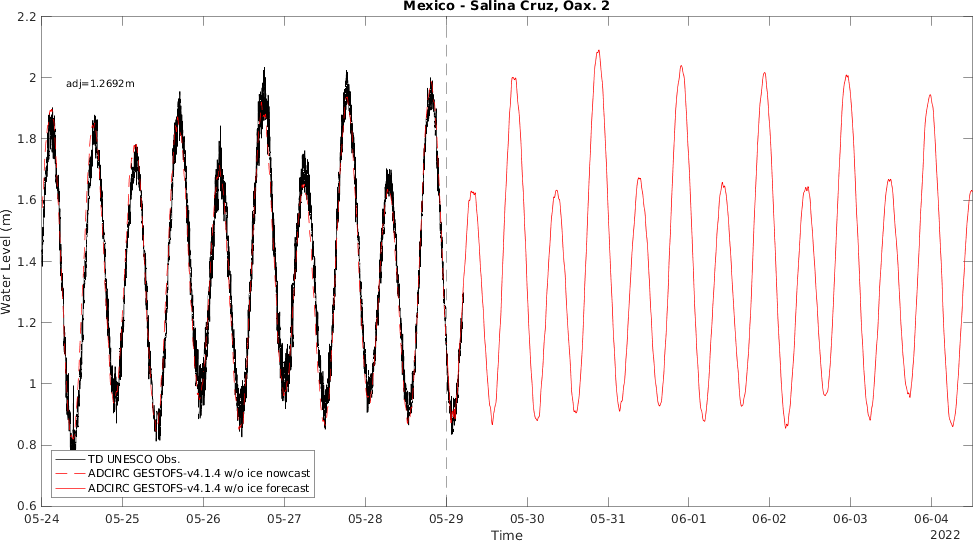 Mexico - Salina Cruz, Oax. 2
2.2
2
1.8
1.6
1.4
1.2
1
0.8
0.6
Water Level (m)
adj=1.2692m
TD UNESCO Obs.
ADCIRC GESTOFS-v4.1.4 w/o ice nowcast
ADCIRC GESTOFS-v4.1.4 w/o ice forecast
05-24 05-25 05-26 05-27 05-28 05-29 05-30 05-31 06-01 06-02 06-03 06-04
2022
Time